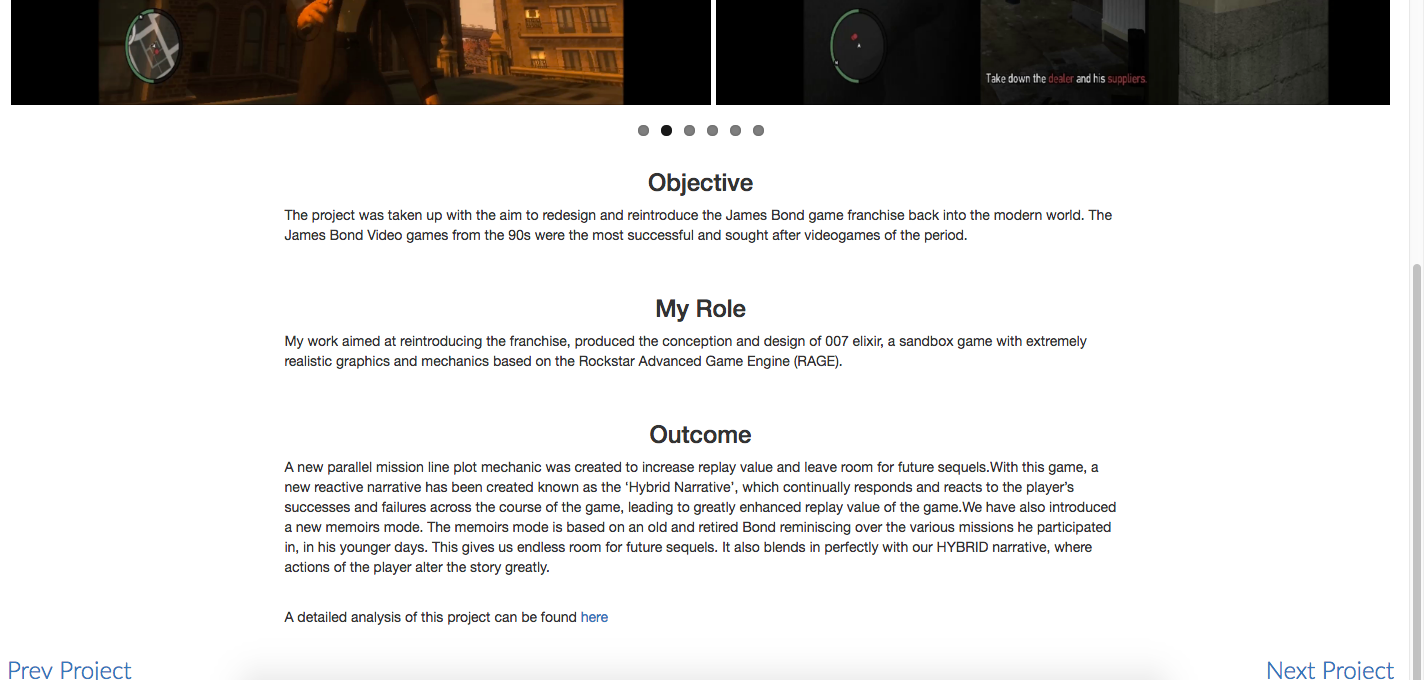 Take down the dealer and his suppliers.
Objective
The project was taken up with the aim to redesign and reintroduce the James Bond game franchise back into the modern world. The
James Bond Video games from the 90s were the most successful and sought after videogames of the period.
My Role
My work aimed at reintroducing the franchise, produced the conception and design of 007 elixir, a sandbox game with extremely
realistic graphics and mechanics based on the Rockstar Advanced Game Engine (RAGE).
Outcome
A new parallel mission line plot mechanic was created to increase replay value and leave room for future sequels.With this game, a
new reactive narrative has been created known as the ‘Hybrid Narrative’, which continually responds and reacts to the player’s
successes and failures across the course of the game, leading to greatly enhanced replay value of the game.We have also introduced
a new memoirs mode. The memoirs mode is based on an old and retired Bond reminiscing over the various missions he participated
in, in his younger days. This gives us endless room for future sequels. It also blends in perfectly with our HYBRID narrative, where
actions of the player alter the story greatly.
A detailed analysis of this project can be found here
Prev Project
Next Project